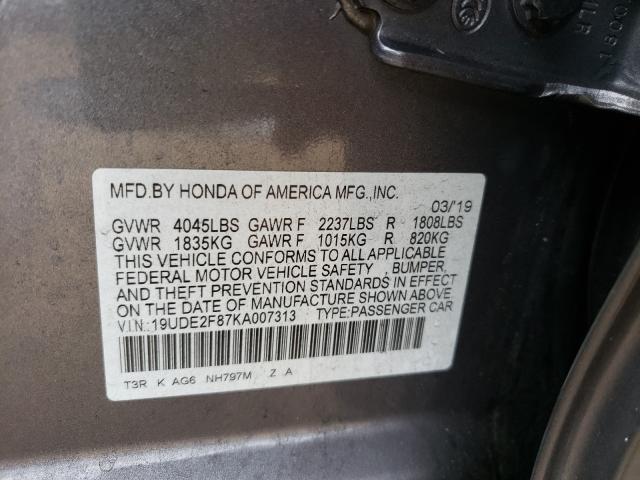 MFD.BY HONDA OF AMERICA MFG.,INC.
03/'19
GVWR 4045LBS GAWR F 2237LBS R 1808LBS
GVWR 1835KG GAWR F 1015KG R 820KG
THIS VEHICLE CONFORMS TO ALL APPLICABLE
FEDERAL MOTOR VEHICLE SAFETY , BUMPER,
AND THEFT PREVENTION STANDARDS IN EFFECT
ON THE DATE OF MANUFACTURE SHOWN ABOVE.
V.I.N.:19UDE2F87KA007313 TYPE:PASSENGER CAR
T3R K AG6 NH797M Z A